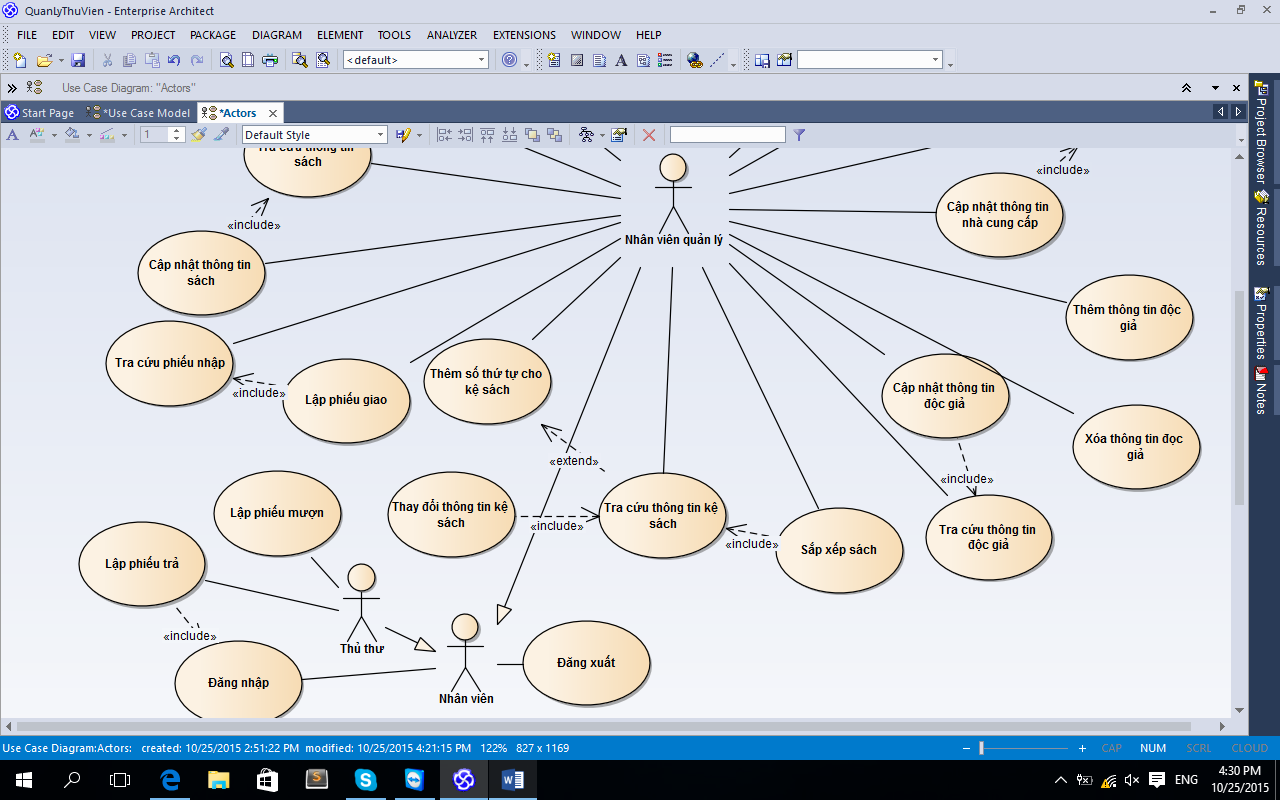 QuanLyThuVien - Enterprise Architect
FILE EDIT VIEW PROJECT PACKAGE DIAGRAM ELEMENT TOOLS ANALYZER EXTENSIONS WINDOW HELP
<default>
Use Case Diagram: "Actors"
Start Page *Use Case Model *Actors
1 Default Style
Project Browser
Resources
Properties
Notes
Tra cứu thông tin
sách
«include»
«include»
Cập nhật thông tin
nhà cung cấp
Nhân viên quản lý
Cập nhật thông tin
sách
Thêm thông tin độc
giả
Tra cứu phiếu nhập
«include»
Lập phiếu giao
Thêm số thứ tự cho
kệ sách
Cập nhật thông tin
độc giả
Xóa thông tin đọc
giả
«extend»
«include»
Lập phiếu mượn
Thay đổi thông tin kệ
sách
«include»
Tra cứu thông tin kệ
sách
«include»
Sắp xếp sách
Tra cứu thông tin
độc giả
Lập phiếu trả
«include»
Thủ thư
Đăng nhập
Nhân viên
Đăng xuất
Use Case Diagram:Actors: created: 10/25/2015 2:51:22 PM modified: 10/25/2015 4:21:15 PM 122% 827 x 1169
CAP NUM SCRL CLOUD
ENG
4:30 PM
10/25/2015